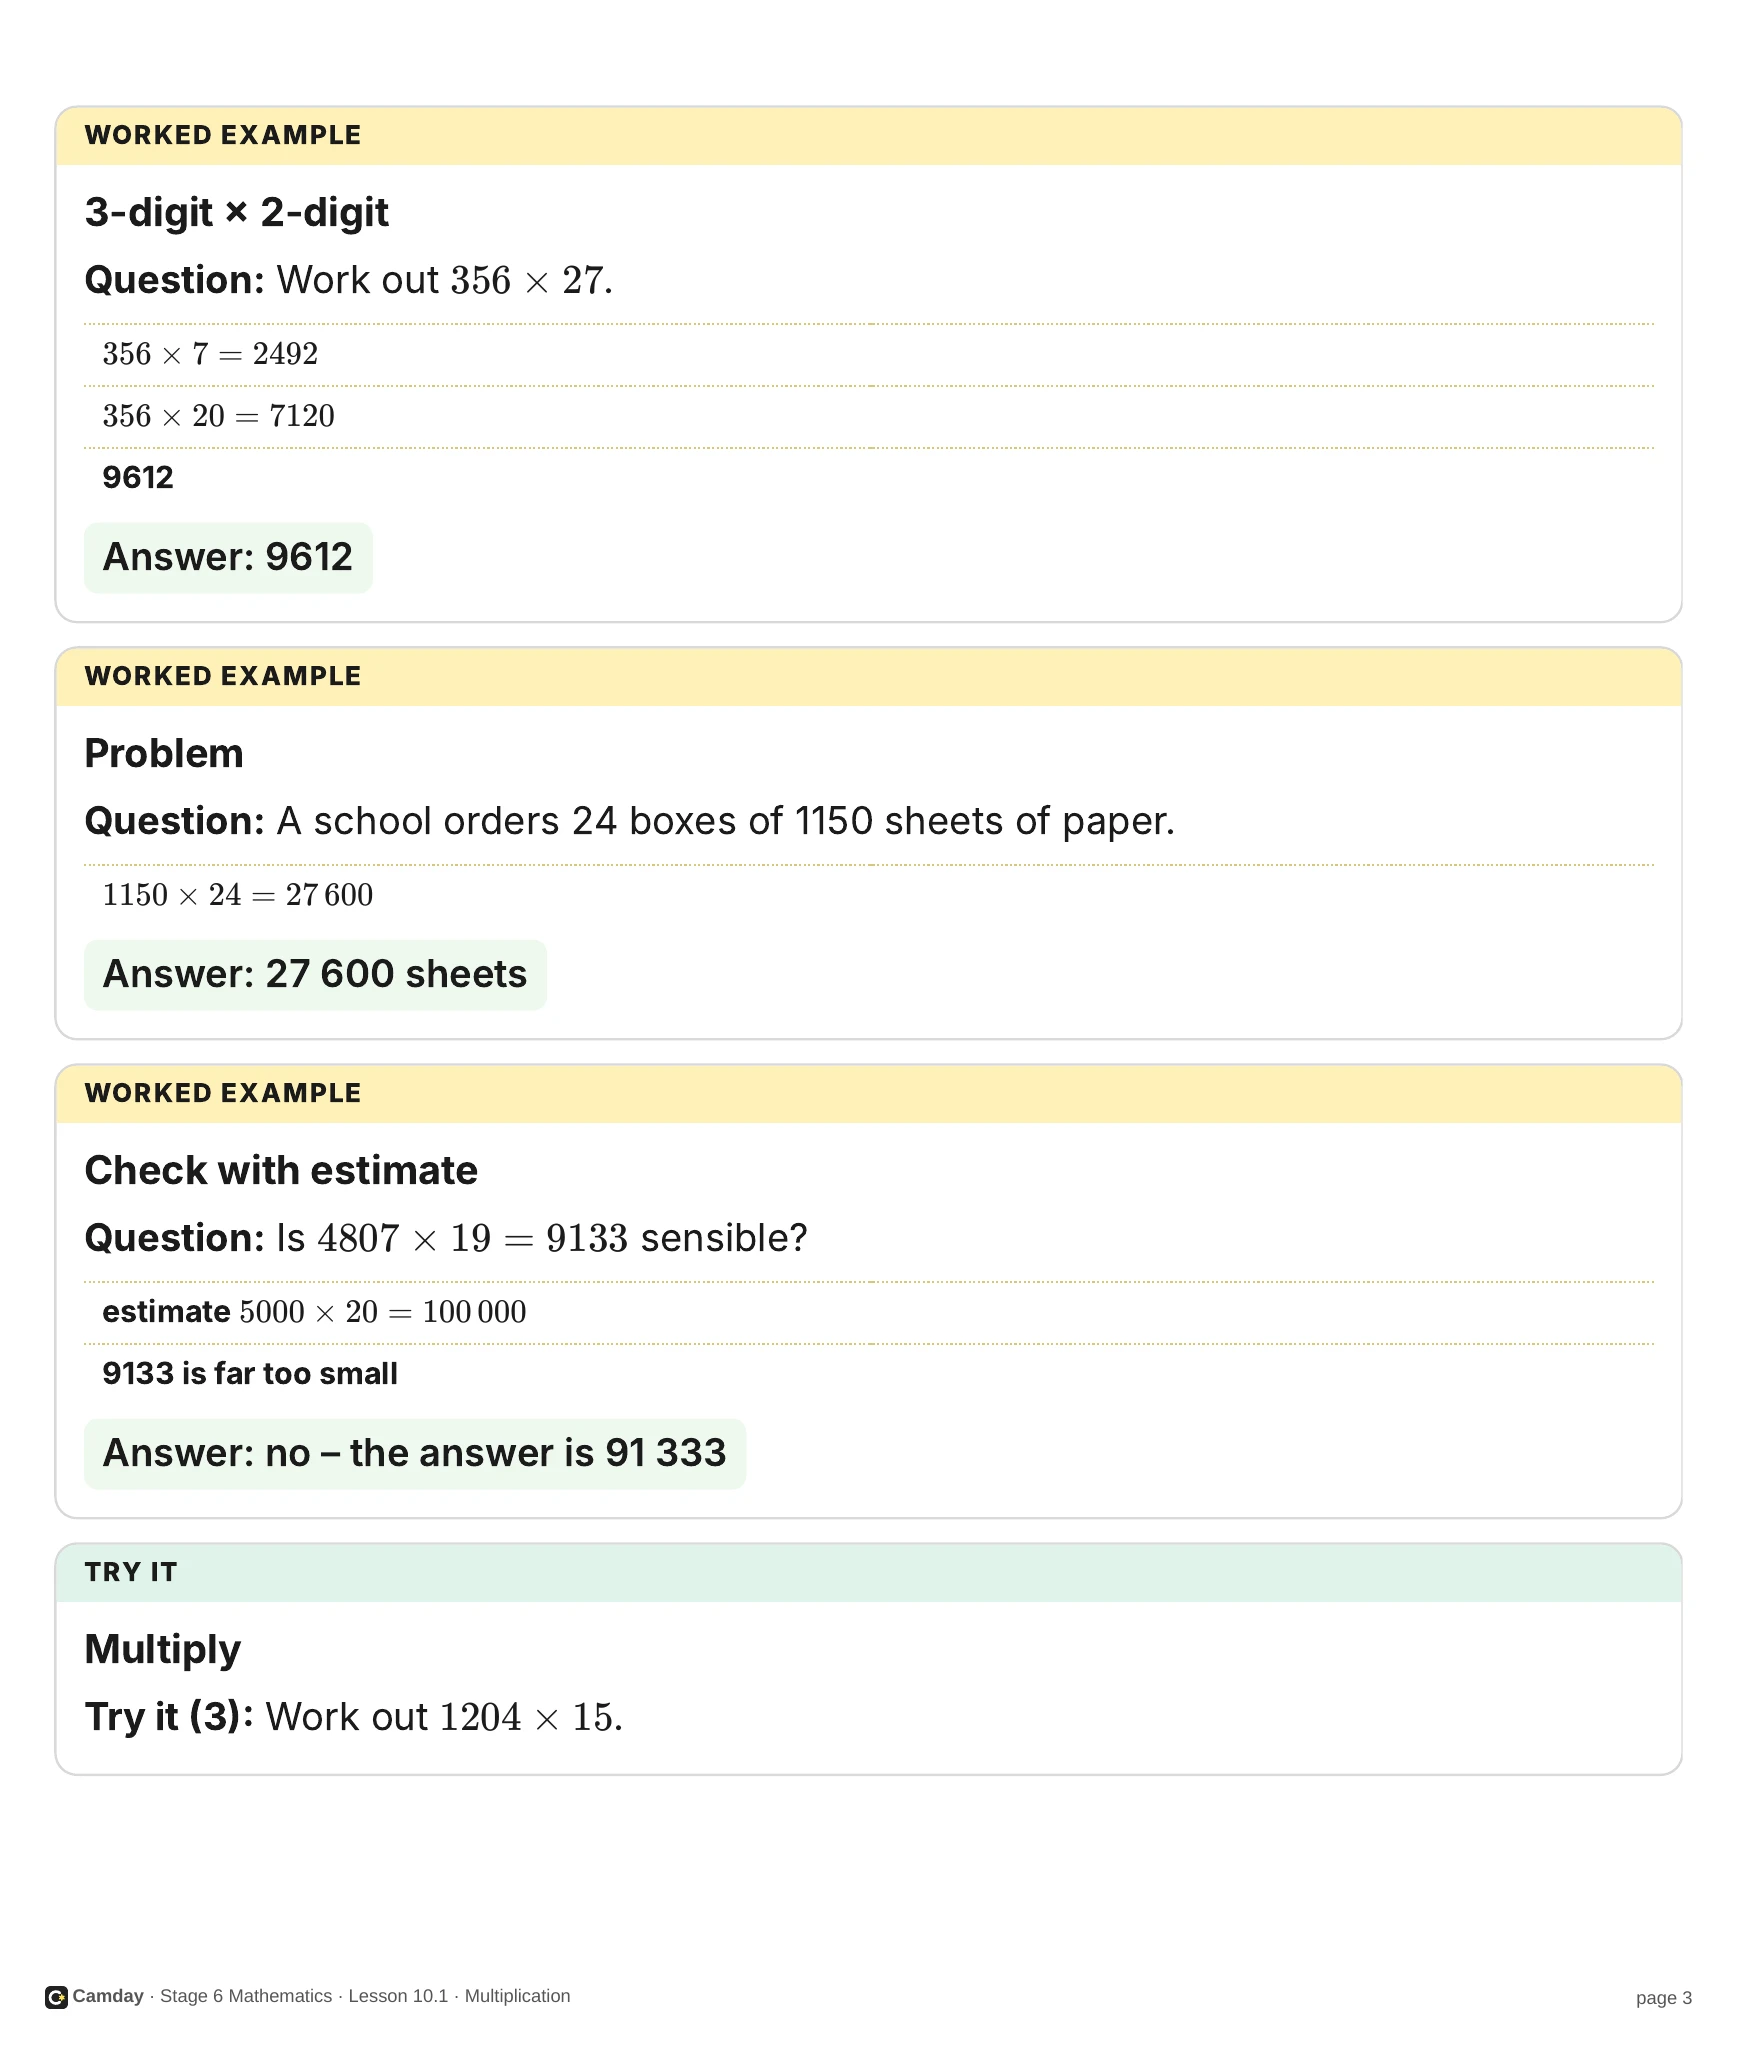 WORKED EXAMPLE
3-digit × 2-digit
Question: Work out 356 × 27.
356 × 7 = 2492
356 × 20 = 7120
9612
Answer: 9612
WORKED EXAMPLE
Problem
Question: A school orders 24 boxes of 1150 sheets of paper.
1150 × 24 = 27 600
Answer: 27 600 sheets
WORKED EXAMPLE
Check with estimate
Question: Is 4807 × 19 = 9133 sensible?
estimate 5000 × 20 = 100 000
9133 is far too small
Answer: no – the answer is 91 333
TRY IT
Multiply
Try it (3): Work out 1204 × 15.
Camday · Stage 6 Mathematics · Lesson 10.1 · Multiplication
page 3